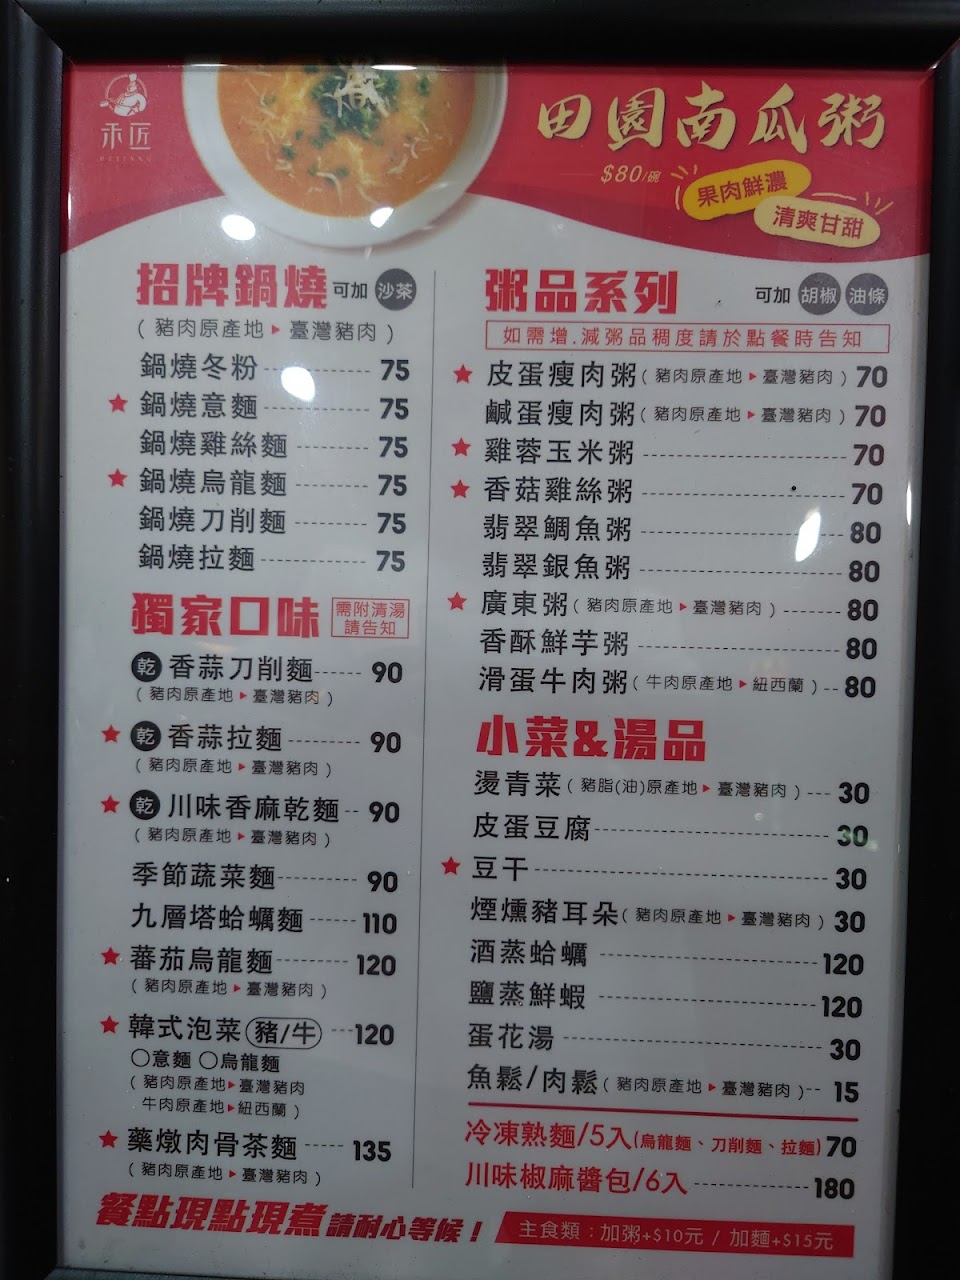 禾匠
HEJIANG
田園南瓜粥
$80/碗
果肉鮮濃
清爽甘甜
招牌鍋燒 可加 沙茶
( 豬肉原產地▸臺灣豬肉 )
鍋燒冬粉 75
★ 鍋燒意麵 75
鍋燒雞絲麵 75
★ 鍋燒烏龍麵 75
鍋燒刀削麵 75
鍋燒拉麵 75
獨家口味 需附清湯
請告知
乾 香蒜刀削麵 90
( 豬肉原產地▸臺灣豬肉 )
★ 乾 香蒜拉麵 90
( 豬肉原產地▸臺灣豬肉 )
★ 乾 川味香麻乾麵 90
( 豬肉原產地▸臺灣豬肉 )
季節蔬菜麵 90
九層塔蛤蠣麵 110
★ 蕃茄烏龍麵 120
( 豬肉原產地▸臺灣豬肉 )
★ 韓式泡菜(豬/牛) 120
○意麵 ○烏龍麵
( 豬肉原產地▸臺灣豬肉
牛肉原產地▸紐西蘭 )
★ 藥燉肉骨茶麵 135
( 豬肉原產地▸臺灣豬肉 )
粥品系列 可加 胡椒 油條
如需增.減粥品稠度請於點餐時告知
★ 皮蛋瘦肉粥( 豬肉原產地▸臺灣豬肉 ) 70
鹹蛋瘦肉粥( 豬肉原產地▸臺灣豬肉 ) 70
★ 雞蓉玉米粥 70
★ 香菇雞絲粥 70
翡翠鯛魚粥 80
翡翠銀魚粥 80
★ 廣東粥( 豬肉原產地▸臺灣豬肉 ) 80
香酥鮮芋粥 80
滑蛋牛肉粥( 牛肉原產地▸紐西蘭 ) 80
小菜&湯品
燙青菜( 豬脂(油)原產地▸臺灣豬肉 ) 30
皮蛋豆腐 30
★ 豆干 30
煙燻豬耳朵( 豬肉原產地▸臺灣豬肉 ) 30
酒蒸蛤蠣 120
鹽蒸鮮蝦 120
蛋花湯 30
魚鬆/肉鬆( 豬肉原產地▸臺灣豬肉 ) 15
冷凍熟麵/5入(烏龍麵、刀削麵、拉麵) 70
川味椒麻醬包/6入 180
餐點現點現煮 請耐心等候!
主食類：加粥+$10元 / 加麵+$15元